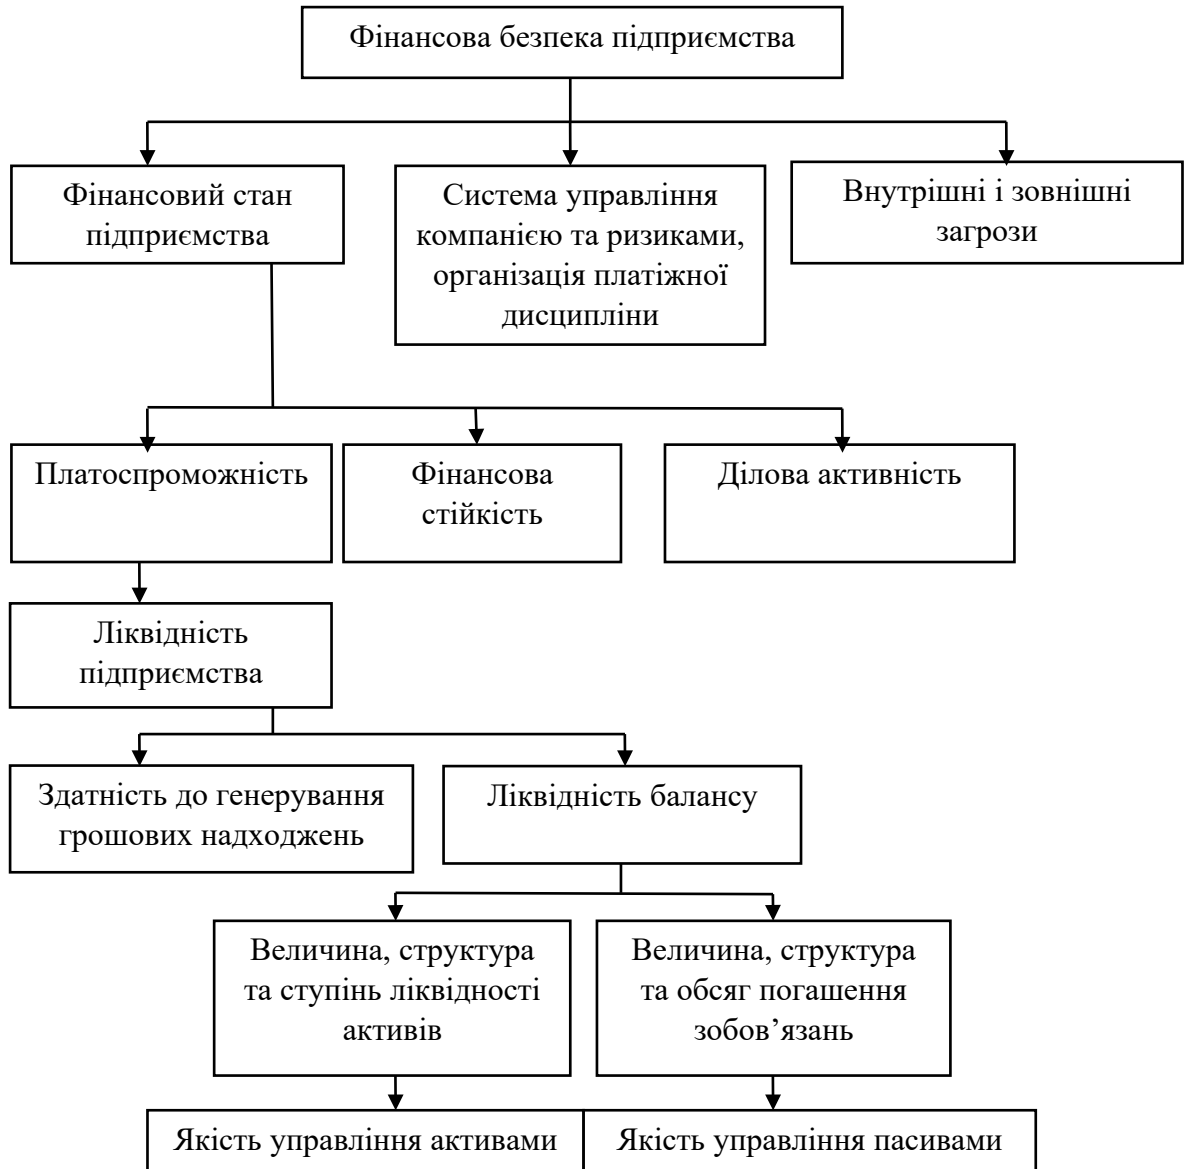 Фінансова безпека підприємства
Фінансовий стан
підприємства
Система управління
компанією та ризиками,
організація платіжної
дисципліни
Внутрішні і зовнішні
загрози
Платоспроможність
Фінансова
стійкість
Ділова активність
Ліквідність
підприємства
Здатність до генерування
грошових надходжень
Ліквідність балансу
Величина, структура
та ступінь ліквідності
активів
Величина, структура
та обсяг погашення
зобов’язань
Якість управління активами
Якість управління пасивами